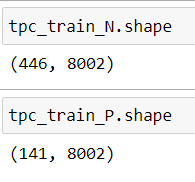 tpc_train_N.shape
(446, 8002)
tpc_train_P.shape
(141, 8002)